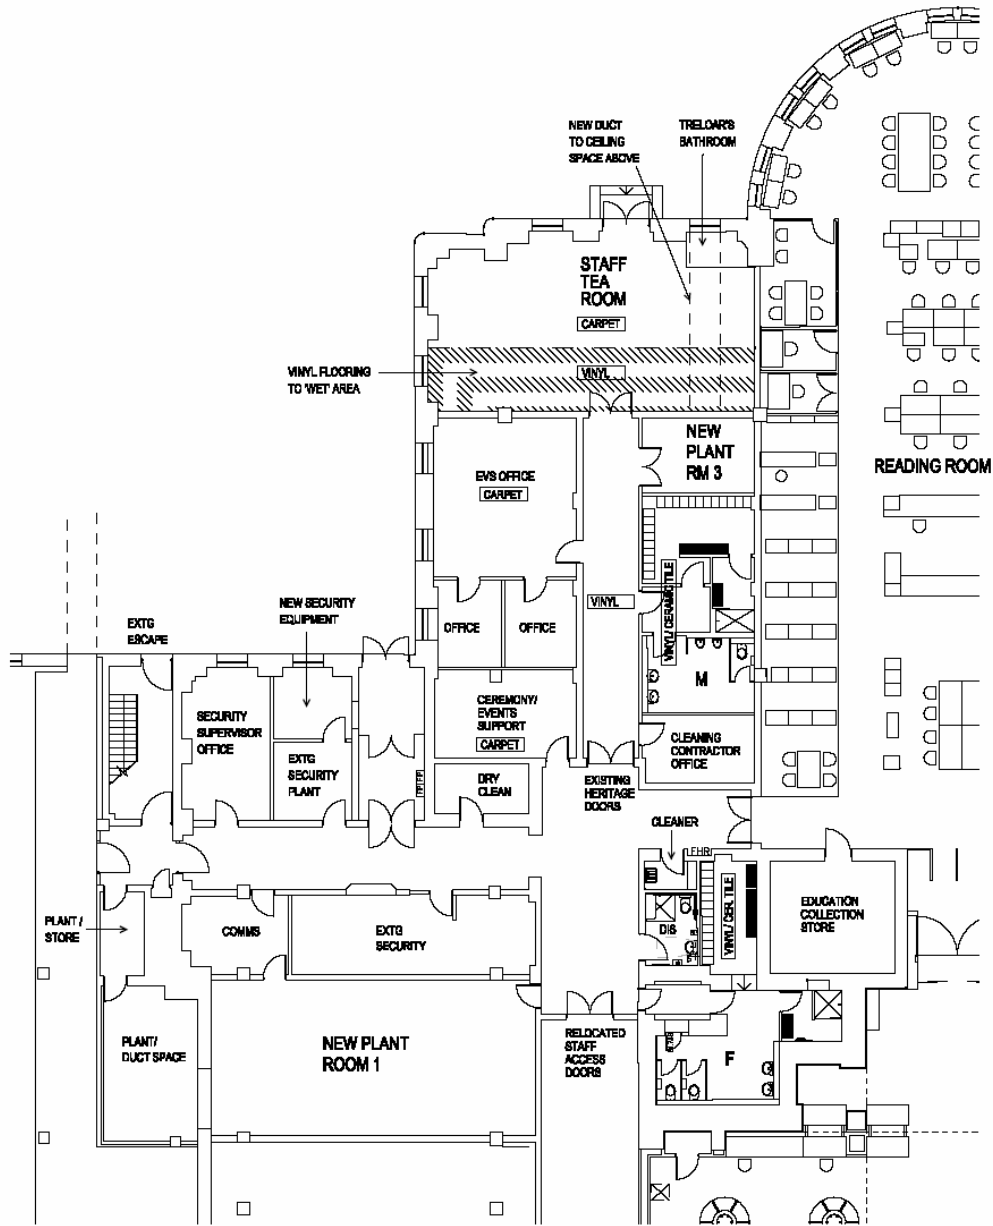 NEW DUCT
TO CEILING
SPACE ABOVE
TRELOAR'S
BATHROOM
STAFF
TEA
ROOM
CARPET
VINYL FLOORING
TO 'WET' AREA
VINYL
NEW
PLANT
RM 3
READING ROOM
EVS OFFICE
CARPET
VINYL
VINYL/ CERAMIC TILE
NEW SECURITY
EQUIPMENT
EXTG
ESCAPE
OFFICE
OFFICE
M
SECURITY
SUPERVISOR
OFFICE
CEREMONY/
EVENTS
SUPPORT
CARPET
CLEANING
CONTRACTOR
OFFICE
EXTG
SECURITY
PLANT
DRY
CLEAN
EXISTING
HERITAGE
DOORS
CLEANER
FHR
PLANT /
STORE
COMMS
EXTG
SECURITY
DIS
VINYL/ CER. TILE
EDUCATION
COLLECTION
STORE
PLANT/
DUCT SPACE
NEW PLANT
ROOM 1
RELOCATED
STAFF
ACCESS
DOORS
F